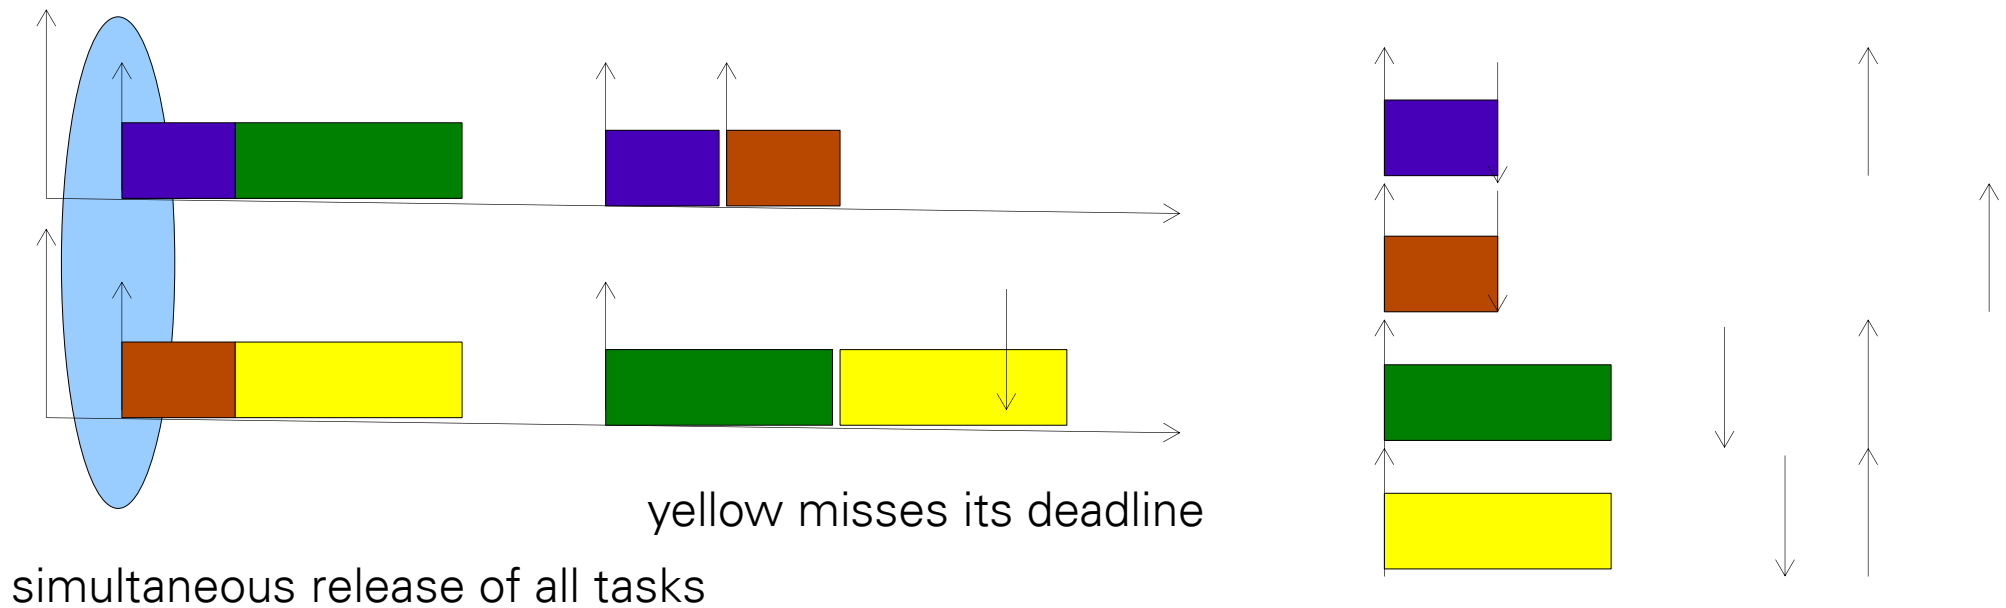 yellow misses its deadline
simultaneous release of all tasks